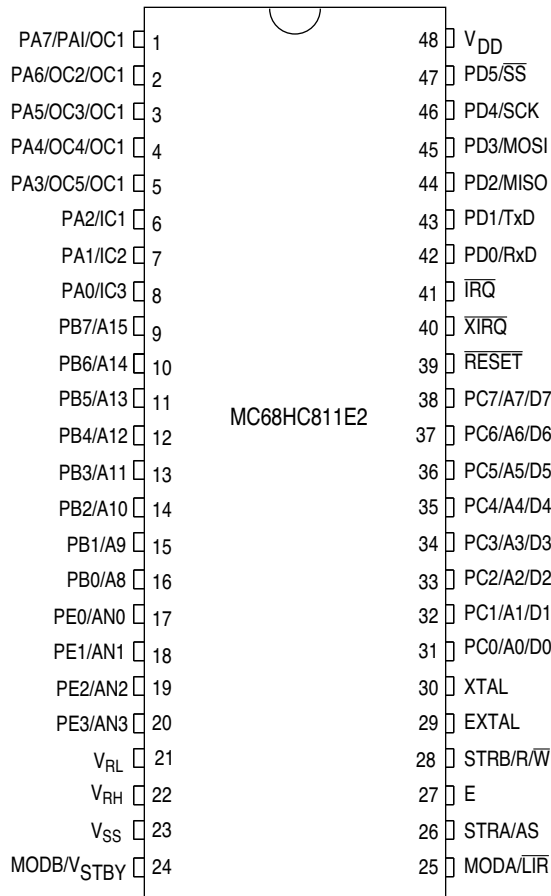 PA7/PAI/OC1 1 48 VDD
PA6/OC2/OC1 2 47 PD5/SS
PA5/OC3/OC1 3 46 PD4/SCK
PA4/OC4/OC1 4 45 PD3/MOSI
PA3/OC5/OC1 5 44 PD2/MISO
PA2/IC1 6 43 PD1/TxD
PA1/IC2 7 42 PD0/RxD
PA0/IC3 8 41 IRQ
PB7/A15 9 40 XIRQ
PB6/A14 10 39 RESET
PB5/A13 11 38 PC7/A7/D7
MC68HC811E2
PB4/A12 12 37 PC6/A6/D6
PB3/A11 13 36 PC5/A5/D5
PB2/A10 14 35 PC4/A4/D4
PB1/A9 15 34 PC3/A3/D3
PB0/A8 16 33 PC2/A2/D2
PE0/AN0 17 32 PC1/A1/D1
PE1/AN1 18 31 PC0/A0/D0
PE2/AN2 19 30 XTAL
PE3/AN3 20 29 EXTAL
VRL 21 28 STRB/R/W
VRH 22 27 E
VSS 23 26 STRA/AS
MODB/VSTBY 24 25 MODA/LIR